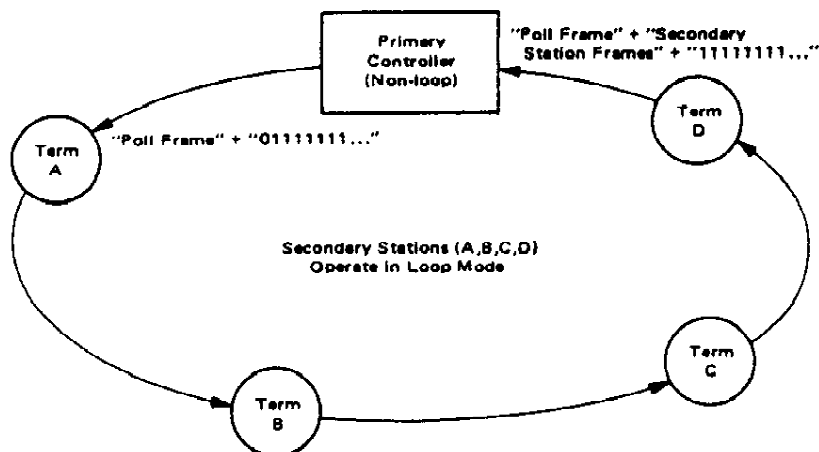 Primary
Controller
(Non-loop)
"Poll Frame" + "Secondary
Station Frames" + "11111111..."
Term
D
Term
A
"Poll Frame" + "01111111..."
Secondary Stations (A,B,C,D)
Operate in Loop Mode
Term
C
Term
B